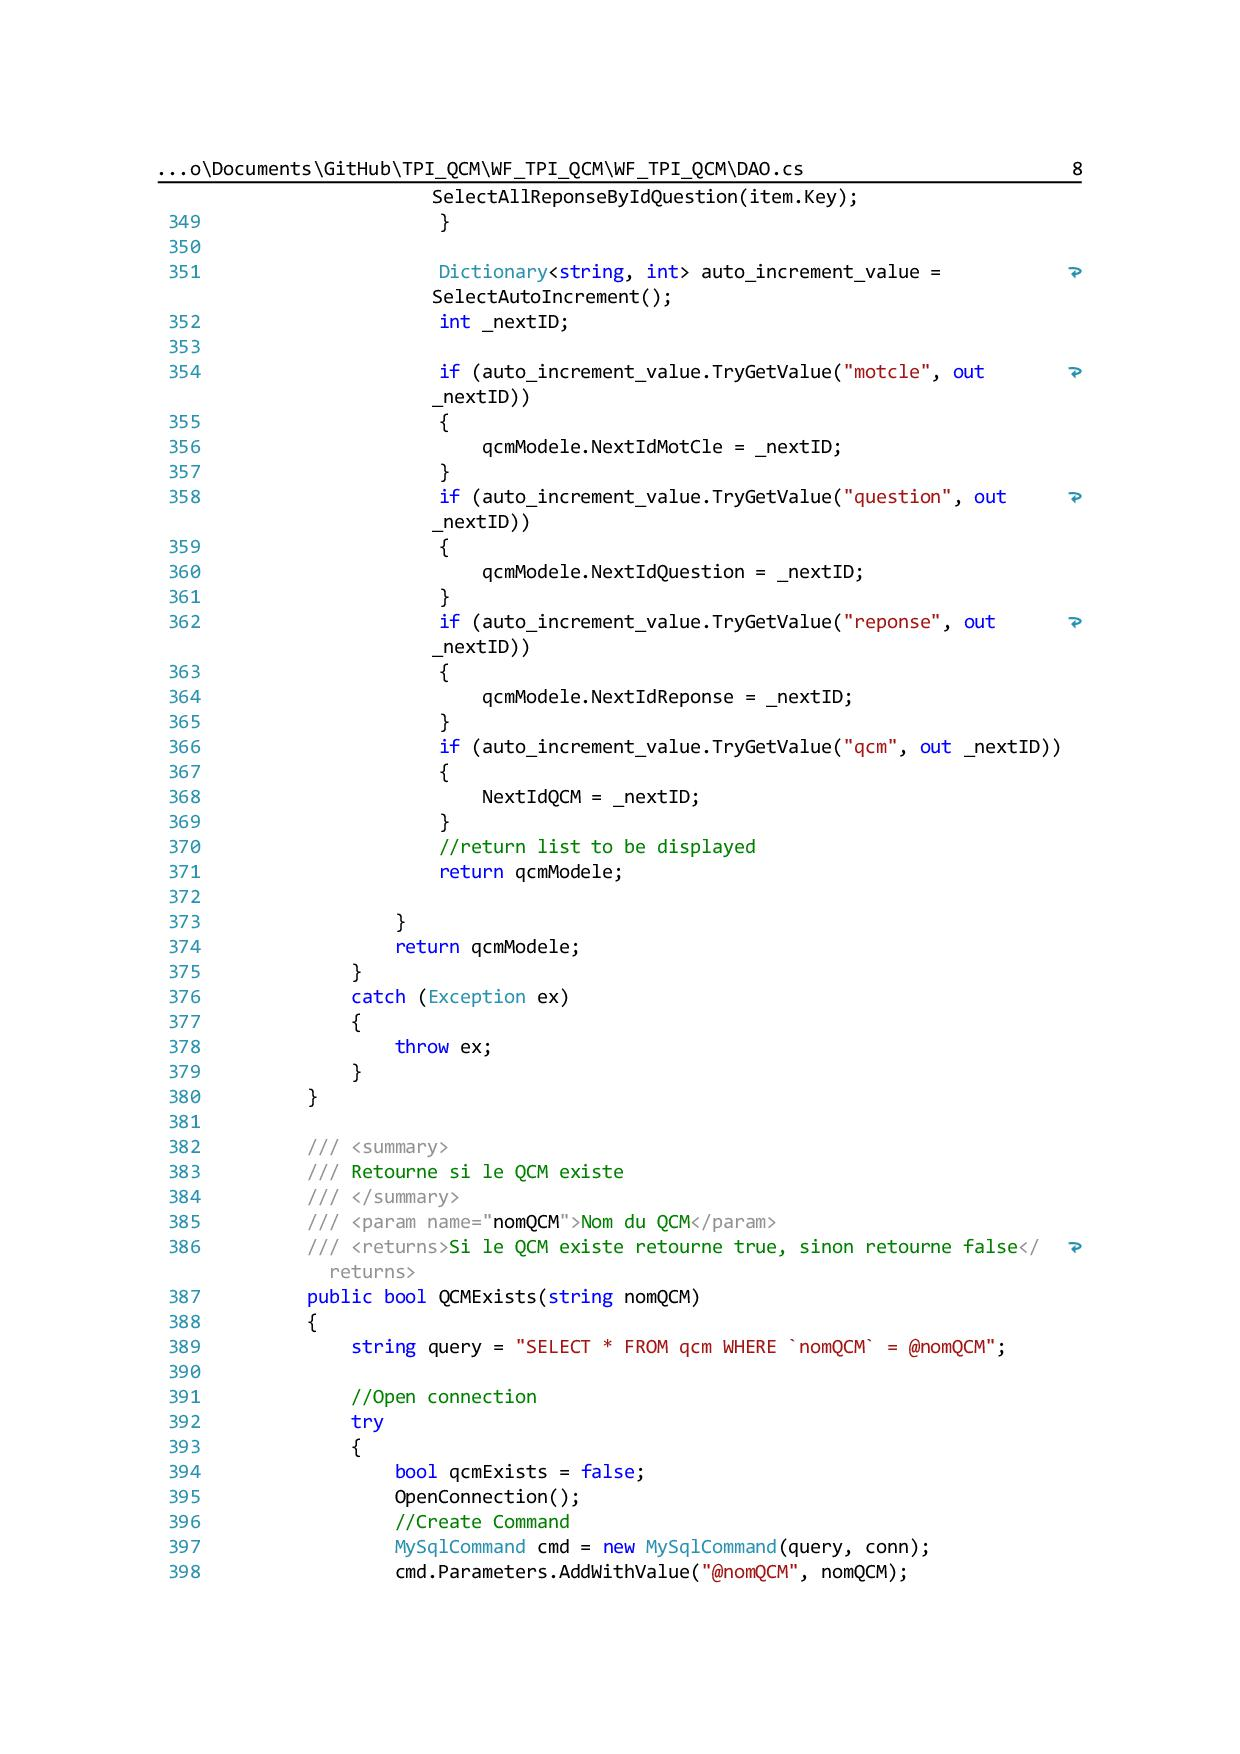 ...o\Documents\GitHub\TPI_QCM\WF_TPI_QCM\WF_TPI_QCM\DAO.cs 8
SelectAllReponseByIdQuestion(item.Key);
349 }
350
351 Dictionary<string, int> auto_increment_value =
SelectAutoIncrement();
352 int _nextID;
353
354 if (auto_increment_value.TryGetValue("motcle", out
_nextID))
355 {
356 qcmModele.NextIdMotCle = _nextID;
357 }
358 if (auto_increment_value.TryGetValue("question", out
_nextID))
359 {
360 qcmModele.NextIdQuestion = _nextID;
361 }
362 if (auto_increment_value.TryGetValue("reponse", out
_nextID))
363 {
364 qcmModele.NextIdReponse = _nextID;
365 }
366 if (auto_increment_value.TryGetValue("qcm", out _nextID))
367 {
368 NextIdQCM = _nextID;
369 }
370 //return list to be displayed
371 return qcmModele;
372
373 }
374 return qcmModele;
375 }
376 catch (Exception ex)
377 {
378 throw ex;
379 }
380 }
381
382 /// <summary>
383 /// Retourne si le QCM existe
384 /// </summary>
385 /// <param name="nomQCM">Nom du QCM</param>
386 /// <returns>Si le QCM existe retourne true, sinon retourne false</
returns>
387 public bool QCMExists(string nomQCM)
388 {
389 string query = "SELECT * FROM qcm WHERE `nomQCM` = @nomQCM";
390
391 //Open connection
392 try
393 {
394 bool qcmExists = false;
395 OpenConnection();
396 //Create Command
397 MySqlCommand cmd = new MySqlCommand(query, conn);
398 cmd.Parameters.AddWithValue("@nomQCM", nomQCM);